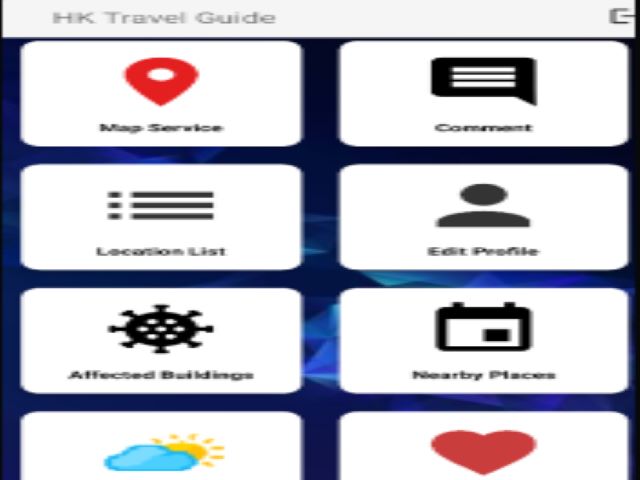 HK Travel Guide
Map Service
Comment
Location List
Edit Profile
Affected Buildings
Nearby Places